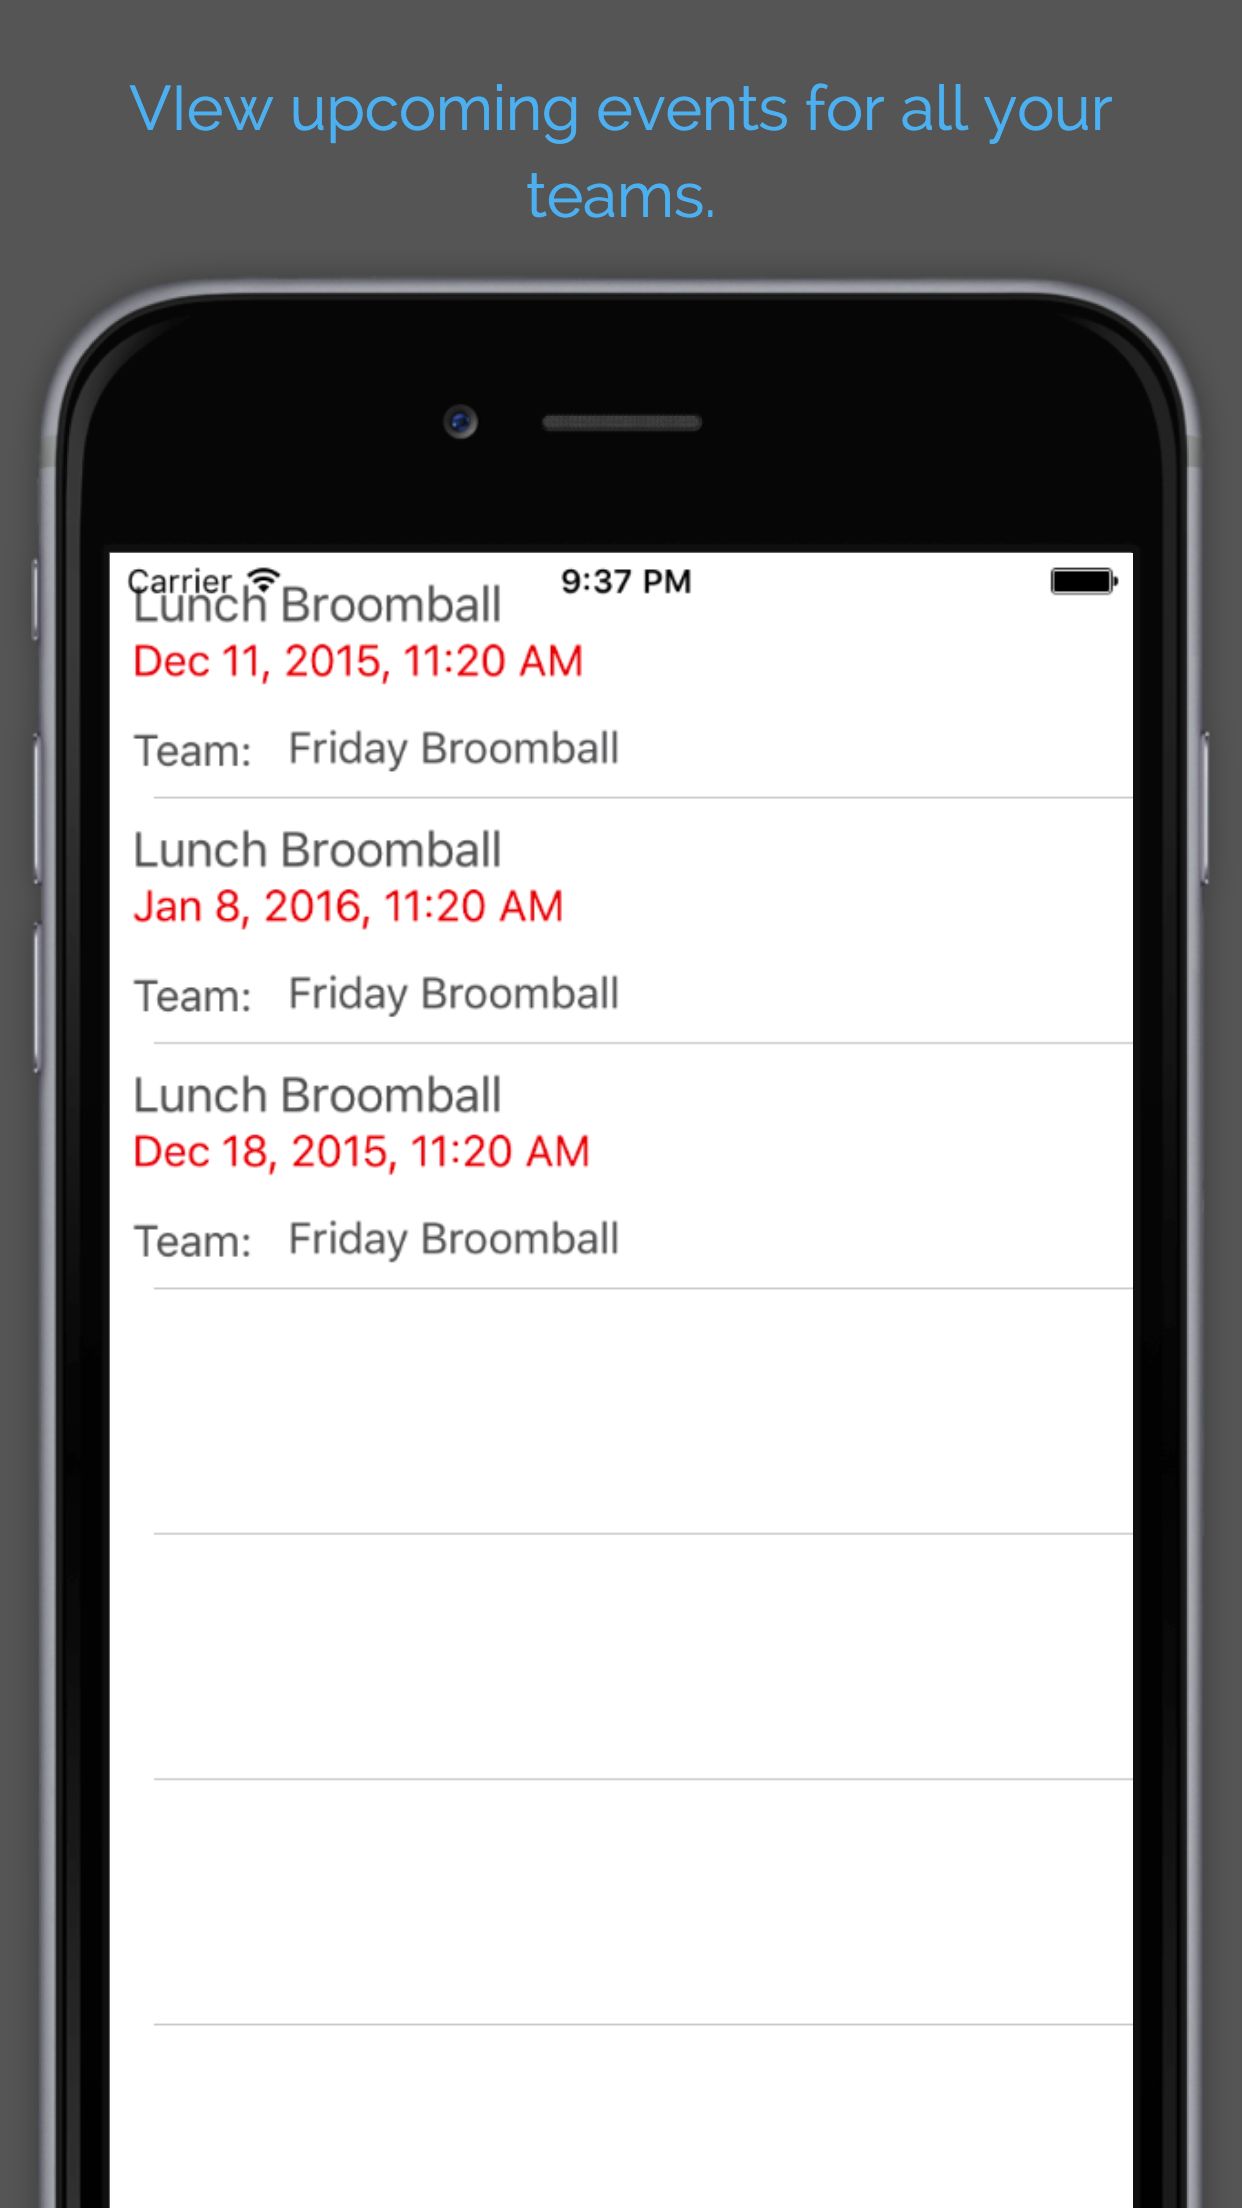 VIew upcoming events for all your
teams.
Carrier 9:37 PM
Lunch Broomball
Dec 11, 2015, 11:20 AM
Team: Friday Broomball
Lunch Broomball
Jan 8, 2016, 11:20 AM
Team: Friday Broomball
Lunch Broomball
Dec 18, 2015, 11:20 AM
Team: Friday Broomball